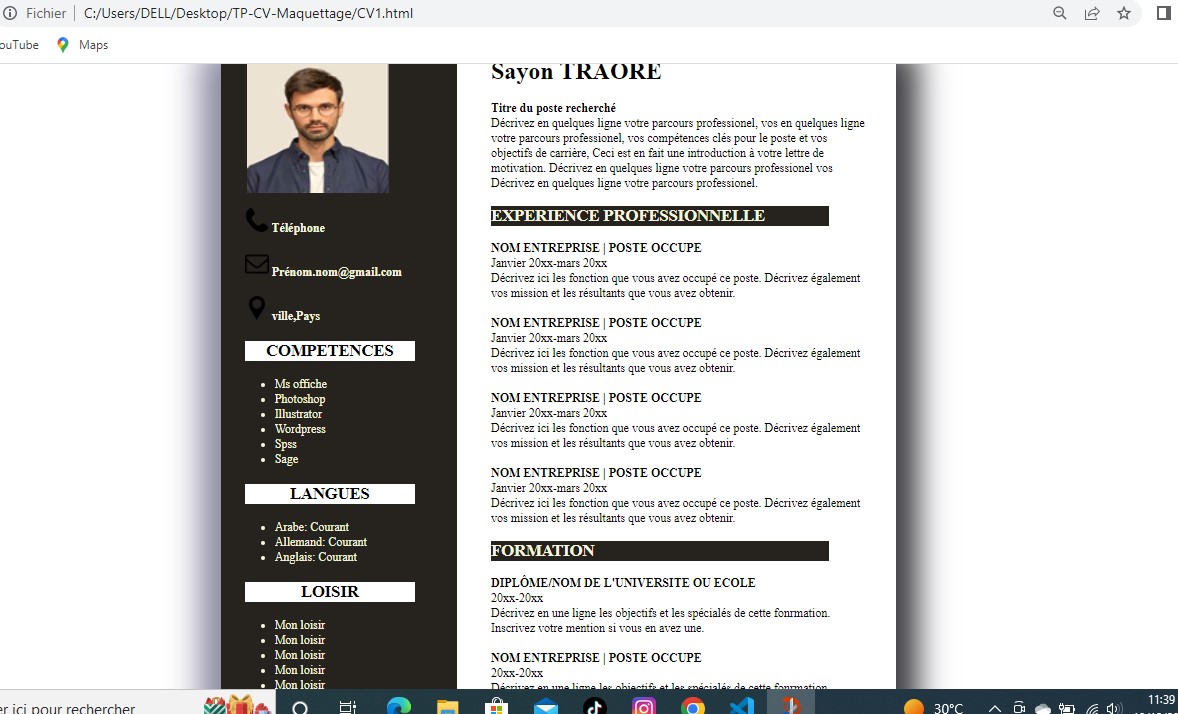 Fichier
C:/Users/DELL/Desktop/TP-CV-Maquettage/CV1.html
ouTube
Maps
Téléphone
Prénom.nom@gmail.com
ville,Pays
COMPETENCES
Ms offiche
Photoshop
Illustrator
Wordpress
Spss
Sage
LANGUES
Arabe: Courant
Allemand: Courant
Anglais: Courant
LOISIR
Mon loisir
Mon loisir
Mon loisir
Mon loisir
Mon loisir
Sayon TRAORE
Titre du poste recherché
Décrivez en quelques ligne votre parcours professionel, vos en quelques ligne
votre parcours professionel, vos compétences clés pour le poste et vos
objectifs de carrière, Ceci est en fait une introduction à votre lettre de
motivation. Décrivez en quelques ligne votre parcours professionel vos
Décrivez en quelques ligne votre parcours professionel.
EXPERIENCE PROFESSIONNELLE
NOM ENTREPRISE | POSTE OCCUPE
Janvier 20xx-mars 20xx
Décrivez ici les fonction que vous avez occupé ce poste. Décrivez également
vos mission et les résultants que vous avez obtenir.
NOM ENTREPRISE | POSTE OCCUPE
Janvier 20xx-mars 20xx
Décrivez ici les fonction que vous avez occupé ce poste. Décrivez également
vos mission et les résultants que vous avez obtenir.
NOM ENTREPRISE | POSTE OCCUPE
Janvier 20xx-mars 20xx
Décrivez ici les fonction que vous avez occupé ce poste. Décrivez également
vos mission et les résultants que vous avez obtenir.
NOM ENTREPRISE | POSTE OCCUPE
Janvier 20xx-mars 20xx
Décrivez ici les fonction que vous avez occupé ce poste. Décrivez également
vos mission et les résultants que vous avez obtenir.
FORMATION
DIPLÔME/NOM DE L'UNIVERSITE OU ECOLE
20xx-20xx
Décrivez en une ligne les objectifs et les spécialés de cette fonrmation.
Inscrivez votre mention si vous en avez une.
NOM ENTREPRISE | POSTE OCCUPE
20xx-20xx
Décrivez en une ligne les objectifs et les spécialés de cette fonrmation
er ici pour rechercher
30°C
11:39